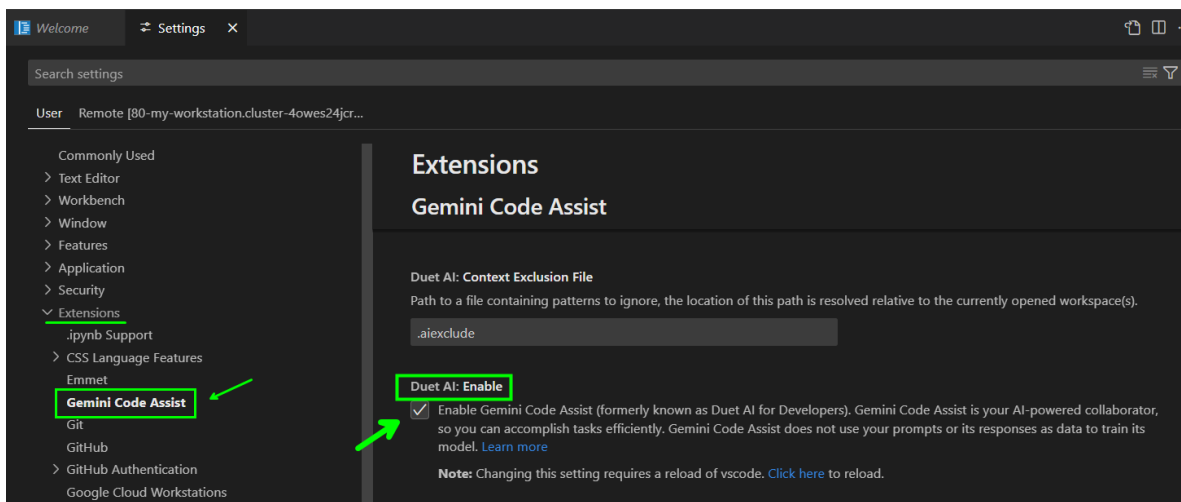 Welcome
Settings
Search settings
User
Remote [80-my-workstation.cluster-4owes24jcr...
Commonly Used
Text Editor
Workbench
Window
Features
Application
Security
Extensions
.ipynb Support
CSS Language Features
Emmet
Gemini Code Assist
Git
GitHub
GitHub Authentication
Google Cloud Workstations
Extensions
Gemini Code Assist
Duet AI: Context Exclusion File
Path to a file containing patterns to ignore, the location of this path is resolved relative to the currently opened workspace(s).
.aiexclude
Duet AI: Enable
Enable Gemini Code Assist (formerly known as Duet AI for Developers). Gemini Code Assist is your AI-powered collaborator,
so you can accomplish tasks efficiently. Gemini Code Assist does not use your prompts or its responses as data to train its
model. Learn more
Note: Changing this setting requires a reload of vscode. Click here to reload.